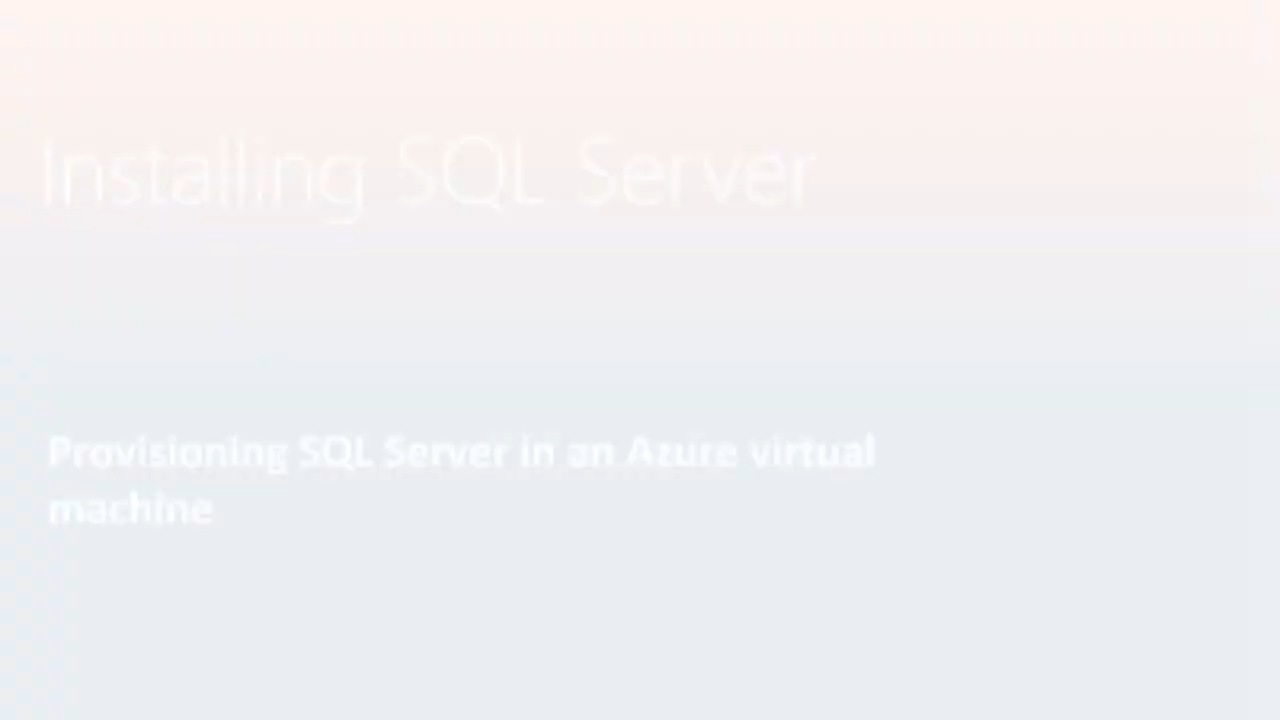 Installing SQL Server
Provisioning SQL Server in an Azure virtual
machine